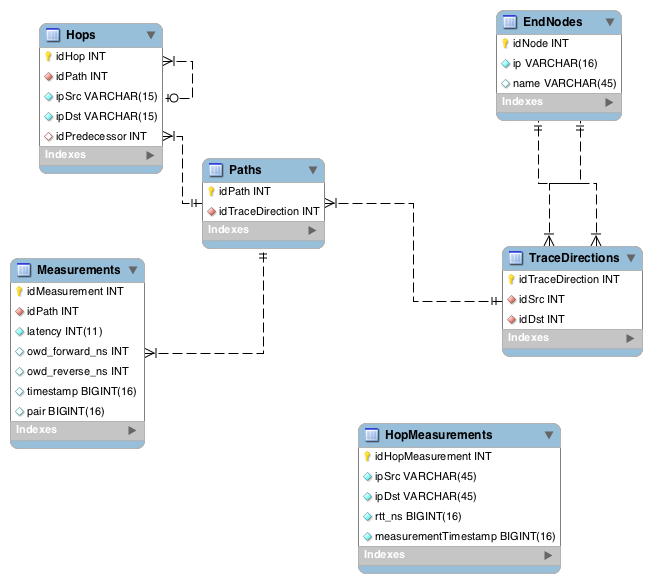 Hops
idHop INT
idPath INT
ipSrc VARCHAR(15)
ipDst VARCHAR(15)
idPredecessor INT
Indexes
EndNodes
idNode INT
ip VARCHAR(16)
name VARCHAR(45)
Indexes
Paths
idPath INT
idTraceDirection INT
Indexes
Measurements
idMeasurement INT
idPath INT
latency INT(11)
owd_forward_ns INT
owd_reverse_ns INT
timestamp BIGINT(16)
pair BIGINT(16)
Indexes
TraceDirections
idTraceDirection INT
idSrc INT
idDst INT
Indexes
HopMeasurements
idHopMeasurement INT
ipSrc VARCHAR(45)
ipDst VARCHAR(45)
rtt_ns BIGINT(16)
measurementTimestamp BIGINT(16)
Indexes